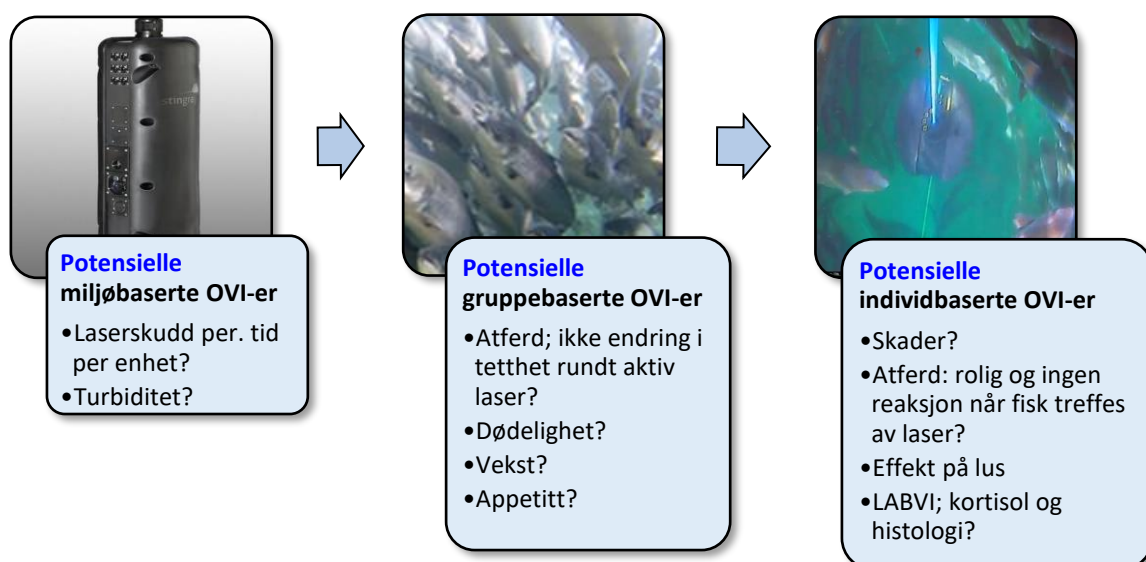 stingray
Potensielle
miljøbaserte OVI-er
•Laserskudd per. tid
per enhet?
•Turbiditet?
Potensielle
gruppebaserte OVI-er
•Atferd; ikke endring i
tetthet rundt aktiv
laser?
•Dødelighet?
•Vekst?
•Appetitt?
Potensielle
individbaserte OVI-er
•Skader?
•Atferd: rolig og ingen
reaksjon når fisk treffes
av laser?
•Effekt på lus
•LABVI; kortisol og
histologi?